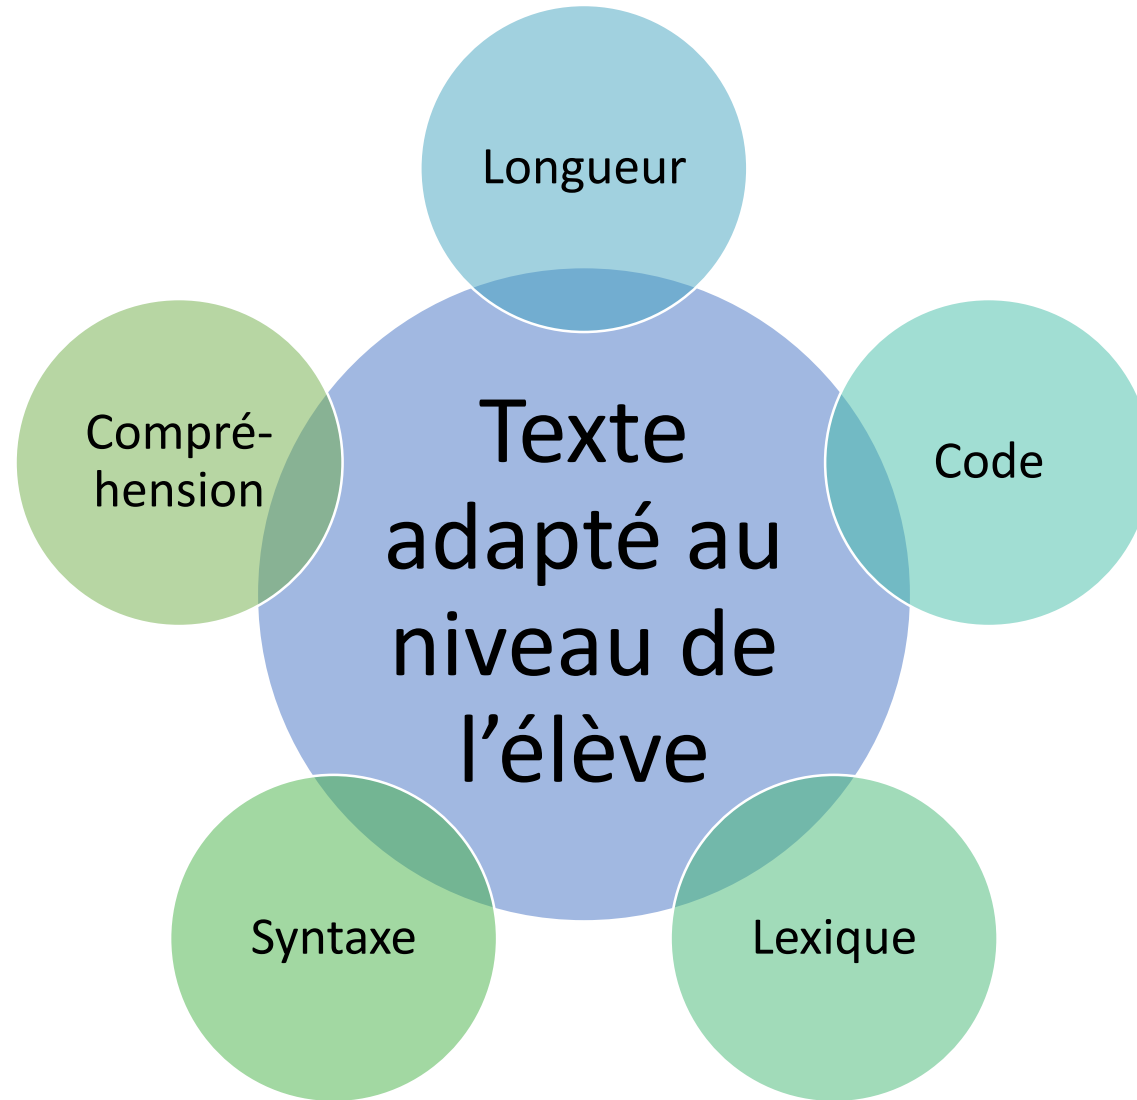 Longueur
Compré-
hension
Texte
adapté au
niveau de
l’élève
Code
Syntaxe
Lexique